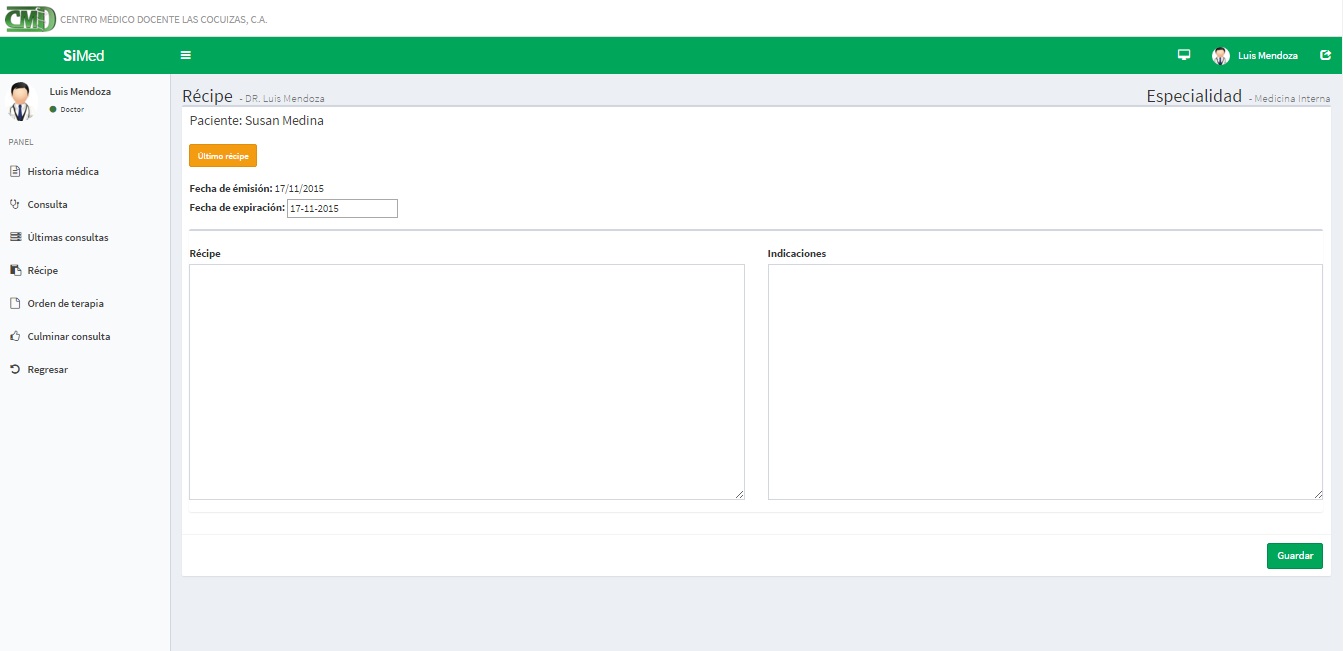 CMD CENTRO MÉDICO DOCENTE LAS COCUIZAS, C.A.
SiMed
Luis Mendoza
Luis Mendoza
Doctor
PANEL
Historia médica
Consulta
Últimas consultas
Récipe
Orden de terapia
Culminar consulta
Regresar
Récipe - DR. Luis Mendoza
Especialidad - Medicina Interna
Paciente: Susan Medina
Último récipe
Fecha de émisión: 17/11/2015
Fecha de expiración: 17-11-2015
Récipe
Indicaciones
Guardar